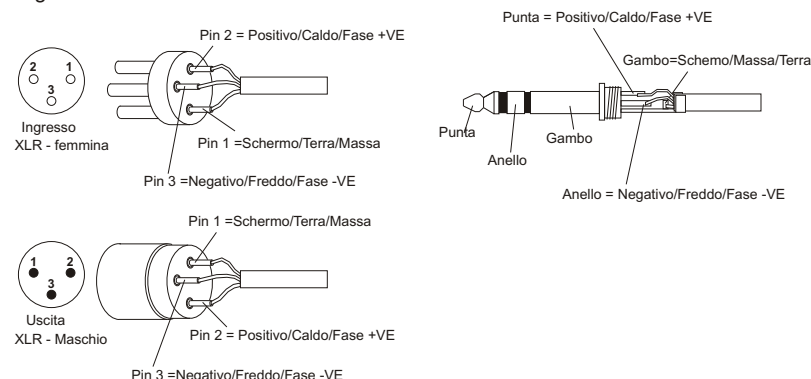 Pin 2 = Positivo/Caldo/Fase +VE
2 1
3
Ingresso
XLR - femmina
Pin 1 =Schermo/Terra/Massa
Pin 3 =Negativo/Freddo/Fase -VE
Punta = Positivo/Caldo/Fase +VE
Gambo=Schemo/Massa/Terra
Punta
Anello
Gambo
Anello = Negativo/Freddo/Fase -VE
Pin 1 =Schermo/Terra/Massa
1 2
3
Uscita
XLR - Maschio
Pin 2 = Positivo/Caldo/Fase +VE
Pin 3 =Negativo/Freddo/Fase -VE